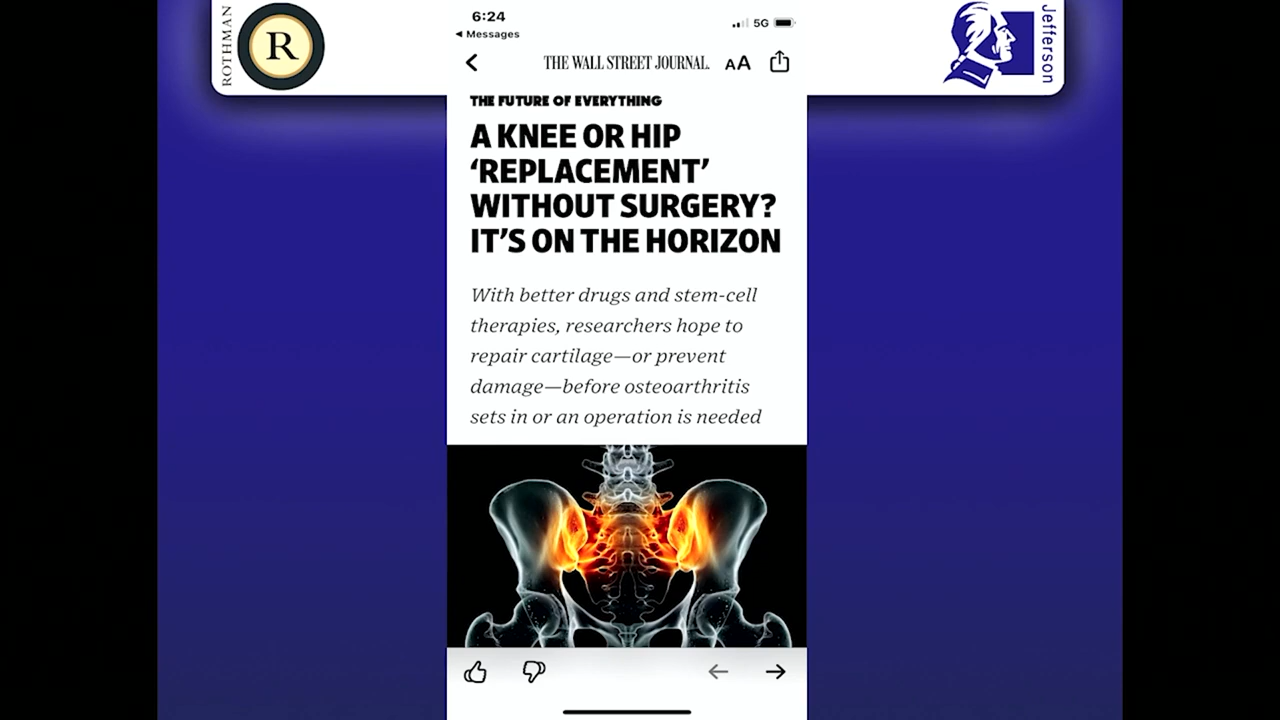 ROTHMAN
R
6:24
5G
Messages
THE WALL STREET JOURNAL.
AA
Jefferson
THE FUTURE OF EVERYTHING
A KNEE OR HIP
‘REPLACEMENT’
WITHOUT SURGERY?
IT’S ON THE HORIZON
With better drugs and stem-cell
therapies, researchers hope to
repair cartilage—or prevent
damage—before osteoarthritis
sets in or an operation is needed